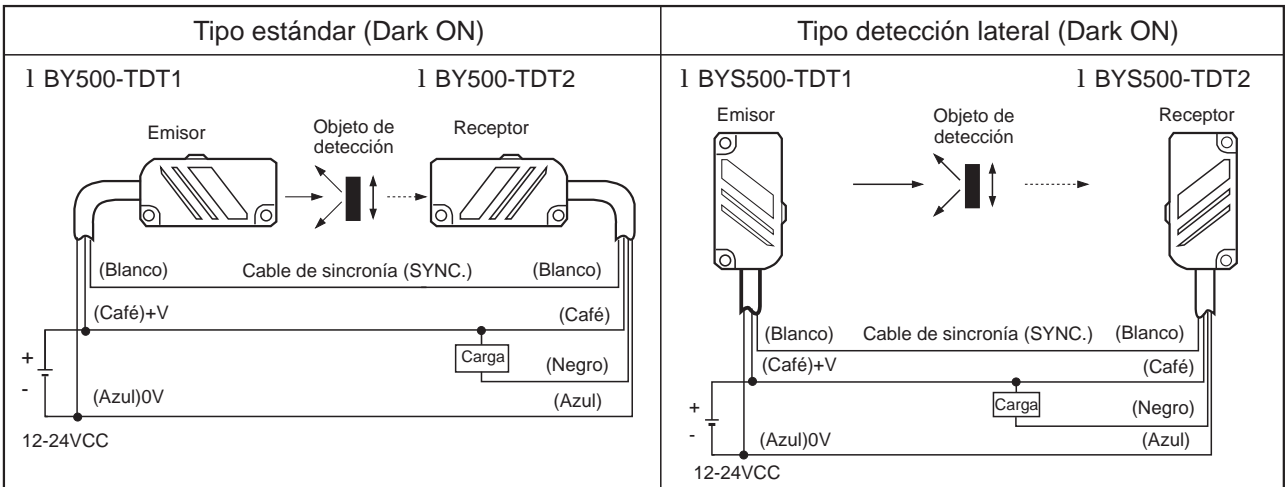 Tipo estándar (Dark ON)
l BY500-TDT1
l BY500-TDT2
Emisor
Objeto de
detección
Receptor
(Blanco)
Cable de sincronía (SYNC.)
(Blanco)
(Café)+V
(Café)
Carga
(Negro)
+
-
(Azul)0V
(Azul)
12-24VCC
Tipo detección lateral (Dark ON)
l BYS500-TDT1
l BYS500-TDT2
Emisor
Objeto de
detección
Receptor
(Blanco)
Cable de sincronía (SYNC.)
(Blanco)
(Café)+V
(Café)
Carga
(Negro)
+
-
(Azul)0V
(Azul)
12-24VCC